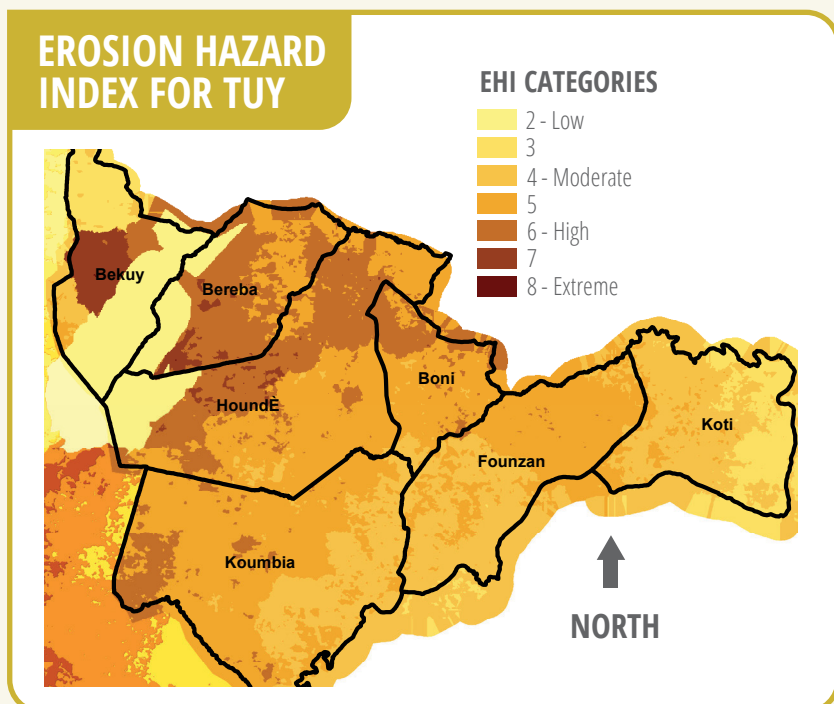 EROSION HAZARD
INDEX FOR TUY
EHI CATEGORIES
2 - Low
3
4 - Moderate
5
6 - High
7
8 - Extreme
Bekuy
Bereba
HoundÈ
Boni
Koti
Founzan
Koumbia
NORTH